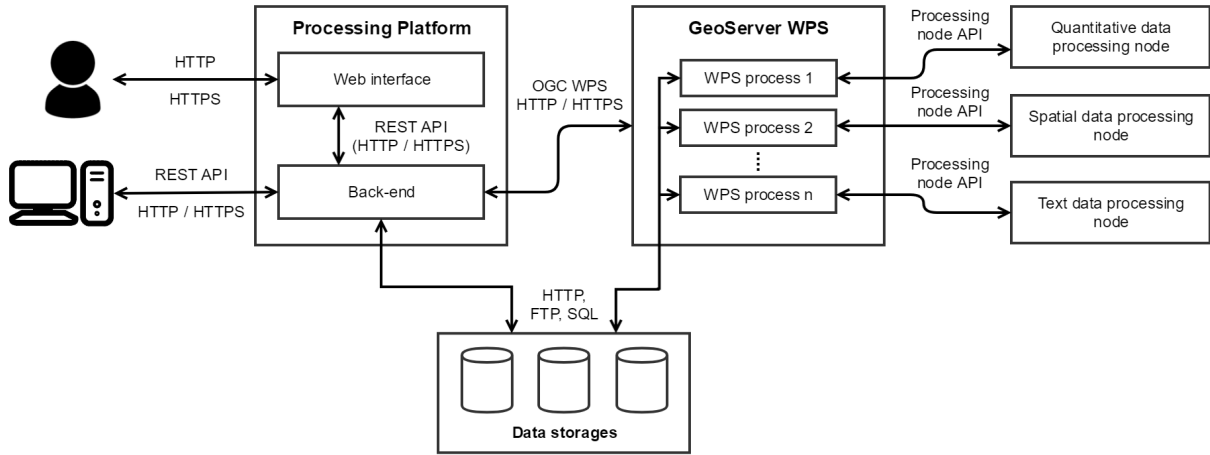 Processing Platform
GeoServer WPS
Processing
node API
Quantitative data
processing node
HTTP
HTTPS
Web interface
OGC WPS
HTTP / HTTPS
WPS process 1
REST API
(HTTP / HTTPS)
WPS process 2
Processing
node API
Spatial data processing
node
REST API
HTTP / HTTPS
Back-end
WPS process n
Processing
node API
Text data processing
node
HTTP,
FTP, SQL
Data storages